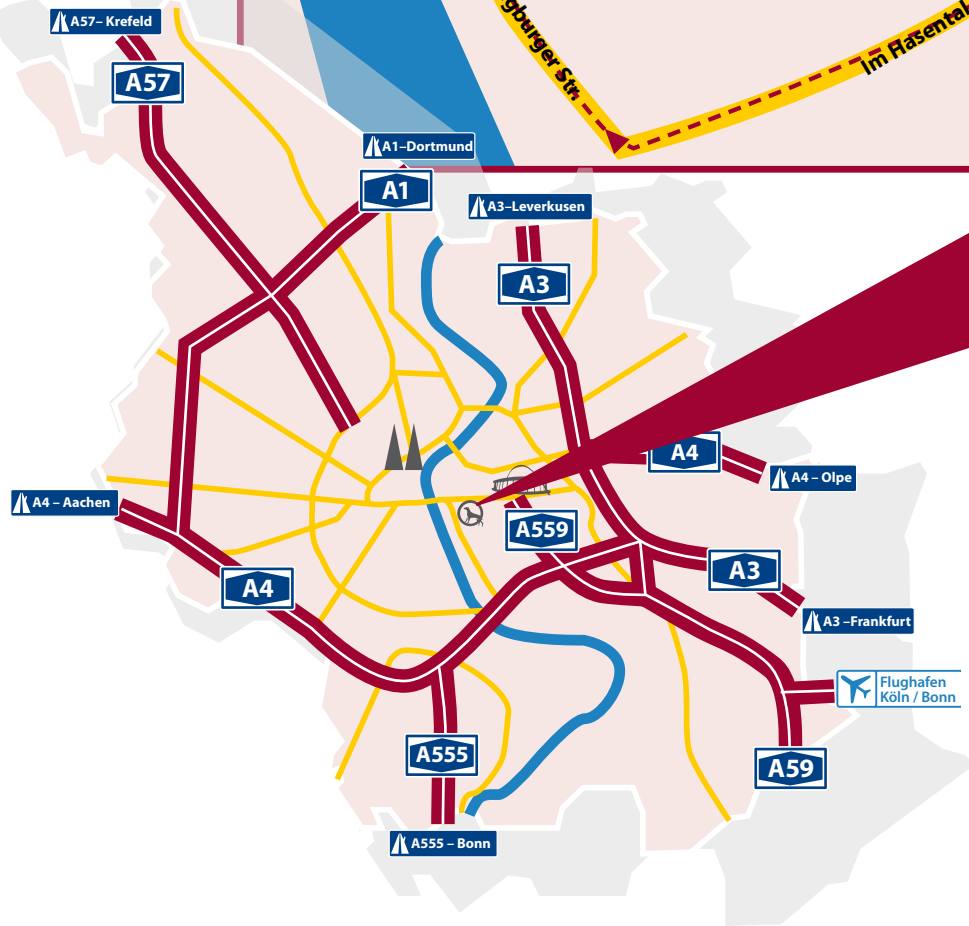 A57– Krefeld
gburger Str.
Im Hasental
A57
A1–Dortmund
A1
A3–Leverkusen
A3
A4
A4 – Olpe
A4 – Aachen
A559
A3
A4
A3 –Frankfurt
Flughafen
Köln / Bonn
A555
A59
A555 – Bonn